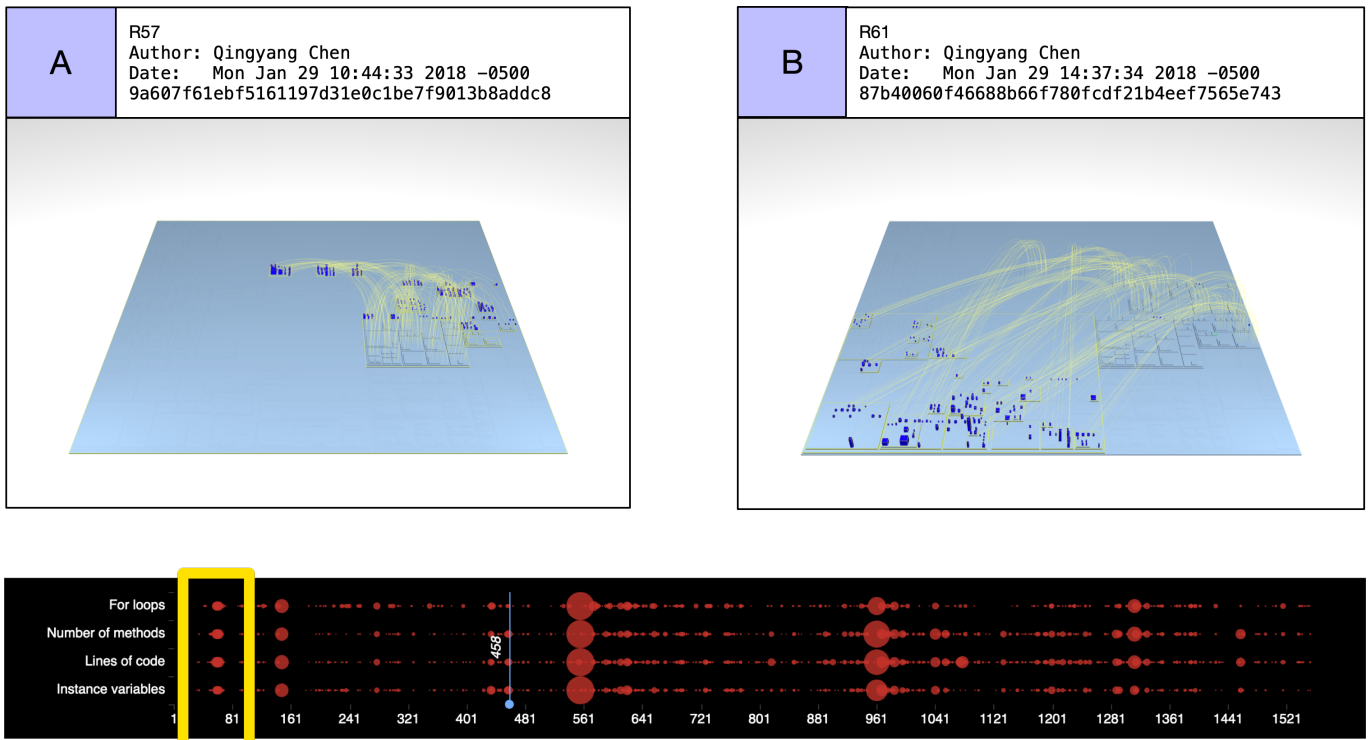 A
R57
Author: Qingyang Chen
Date:   Mon Jan 29 10:44:33 2018 -0500
9a607f61ebf5161197d31e0c1be7f9013b8addc8
B
R61
Author: Qingyang Chen
Date:   Mon Jan 29 14:37:34 2018 -0500
87b40060f46688b66f780fcdf21b4eef7565e743
For loops
Number of methods
Lines of code
Instance variables
458
1 81 161 241 321 401 481 561 641 721 801 881 961 1041 1121 1201 1281 1361 1441 1521